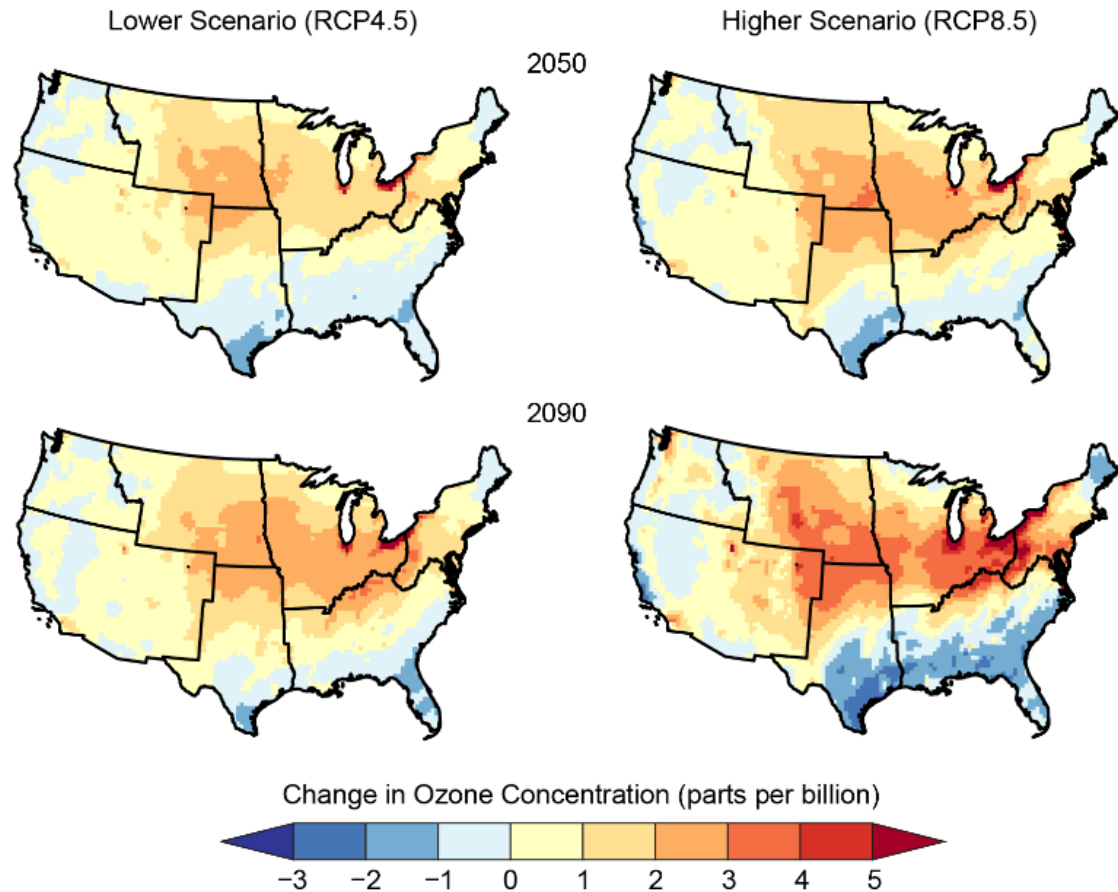 Lower Scenario (RCP4.5)
Higher Scenario (RCP8.5)
2050
2090
Change in Ozone Concentration (parts per billion)
−3 −2 −1 0 1 2 3 4 5